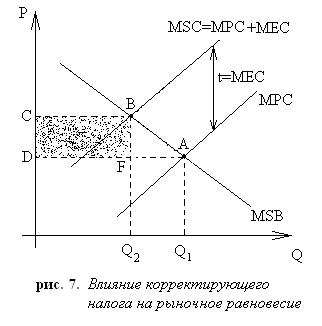 P
MSC=MPC+MEC
t=MEC
MPC
C
B
D
A
F
MSB
Q2
Q1
Q
рис. 7. Влияние корректирующего
налога на рыночное равновесие